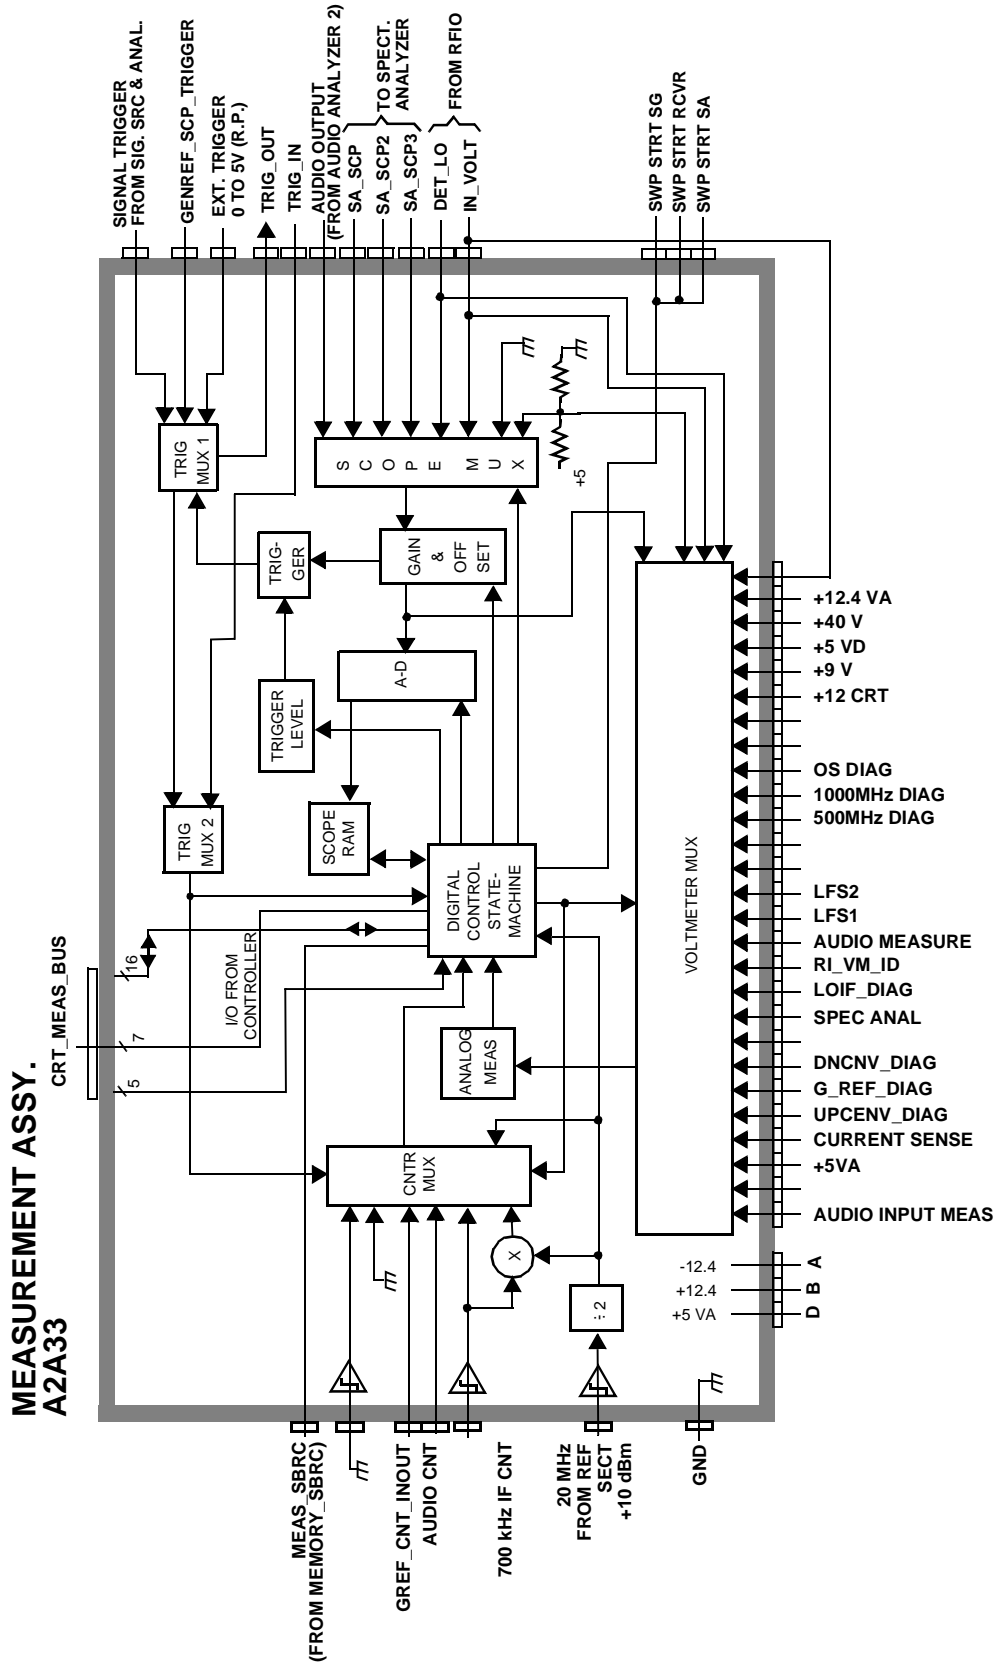 MEASUREMENT ASSY.
A2A33
CRT_MEAS_BUS
16
7
5
I/O FROM
CONTROLLER
SIGNAL TRIGGER
FROM SIG. SRC & ANAL.
GENREF_SCP_TRIGGER
EXT. TRIGGER
0 TO 5V (R.P.)
TRIG_OUT
TRIG_IN
AUDIO OUTPUT
(FROM AUDIO ANALYZER 2)
SA_SCP
SA_SCP2
SA_SCP3
TO SPECT.
ANALYZER
DET_LO
IN_VOLT
FROM RFIO
SWP STRT SG
SWP STRT RCVR
SWP STRT SA
TRIG
MUX 1
SCOPE MUX
+5
TRIG-
GER
GAIN
&
OFF
SET
A-D
TRIGGER
LEVEL
TRIG
MUX 2
SCOPE
RAM
DIGITAL
CONTROL
STATE-
MACHINE
ANALOG
MEAS
CNTR
MUX
X
÷ 2
VOLTMETER MUX
+12.4 VA
+40 V
+5 VD
+9 V
+12 CRT
OS DIAG
1000MHz DIAG
500MHz DIAG
LFS2
LFS1
AUDIO MEASURE
RI_VM_ID
LOIF_DIAG
SPEC ANAL
DNCNV_DIAG
G_REF_DIAG
UPCENV_DIAG
CURRENT SENSE
+5VA
AUDIO INPUT MEAS
-12.4
A
+12.4
B
+5 VA
D
MEAS_SBRC
(FROM MEMORY_SBRC)
GREF_CNT_INOUT
AUDIO CNT
700 kHz IF CNT
20 MHz
FROM REF
SECT
+10 dBm
GND